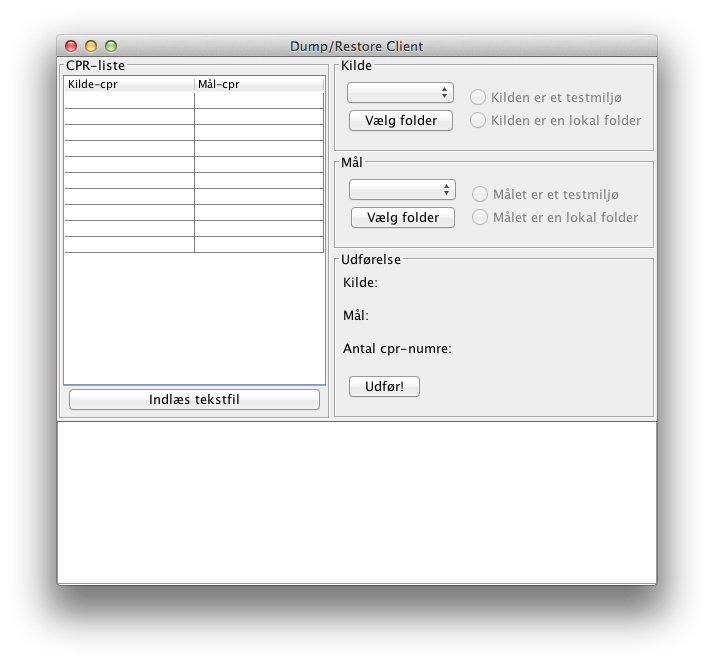 Dump/Restore Client
CPR-liste
Kilde-cpr Mål-cpr
Indlæs tekstfil
Kilde
Kilden er et testmiljø
Vælg folder Kilden er en lokal folder
Mål
Målet er et testmiljø
Vælg folder Målet er en lokal folder
Udførelse
Kilde:
Mål:
Antal cpr-numre:
Udfør!